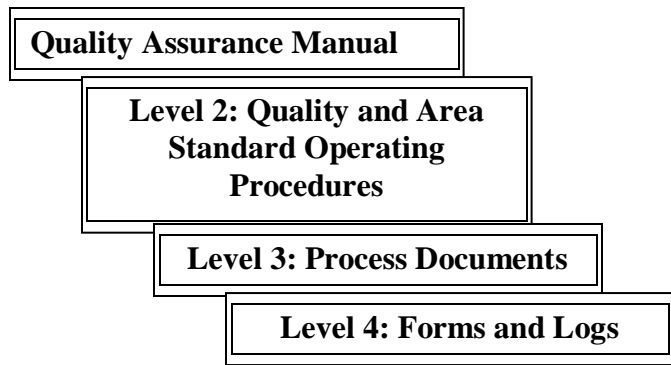 Quality Assurance Manual
Level 2: Quality and Area
Standard Operating
Procedures
Level 3: Process Documents
Level 4: Forms and Logs